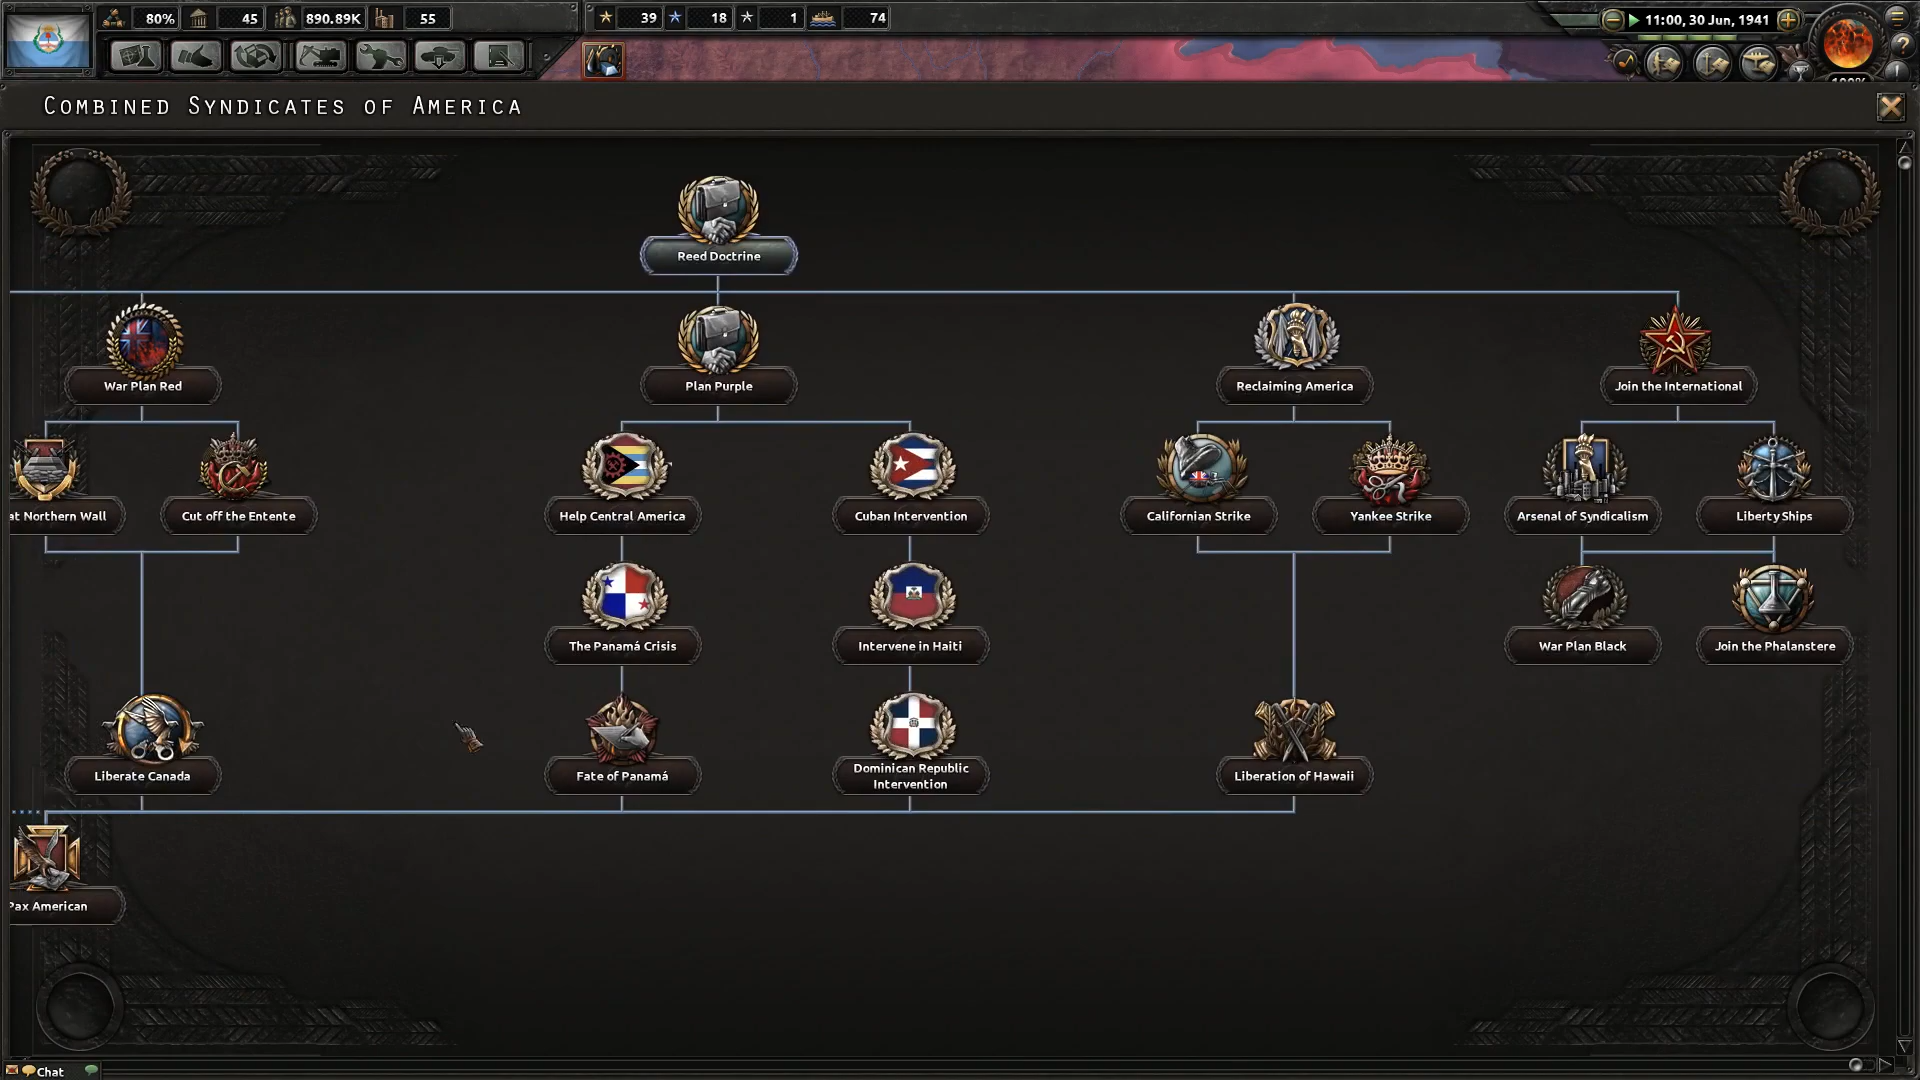 80%
45
890.89K
55
39
18
1
74
11:00, 30 Jun, 1941
Combined Syndicates of America
Reed Doctrine
War Plan Red
Plan Purple
Reclaiming America
Join the International
at Northern Wall
Cut off the Entente
Help Central America
Cuban Intervention
Californian Strike
Yankee Strike
Arsenal of Syndicalism
Liberty Ships
The Panamá Crisis
Intervene in Haiti
War Plan Black
Join the Phalanstere
Liberate Canada
Fate of Panamá
Dominican Republic
Intervention
Liberation of Hawaii
Pax American
Chat